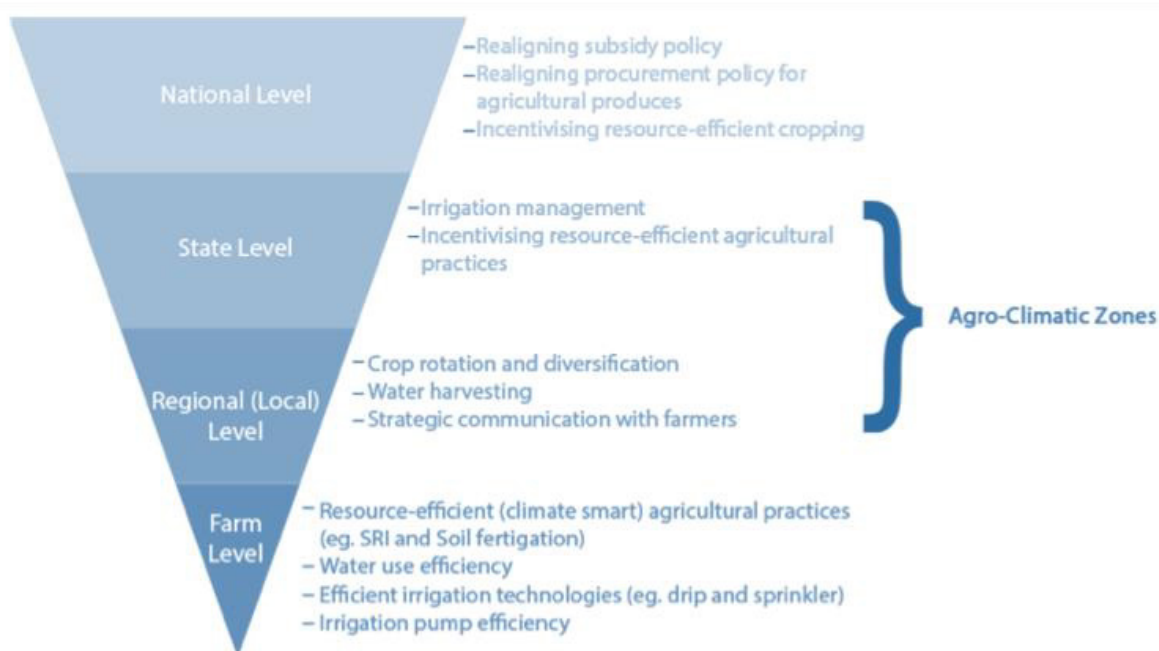 National Level
–Realigning subsidy policy
–Realigning procurement policy for
agricultural produces
–Incentivising resource-efficient cropping
State Level
–Irrigation management
–Incentivising resource-efficient agricultural
practices
Agro-Climatic Zones
Regional (Local)
Level
– Crop rotation and diversification
– Water harvesting
– Strategic communication with farmers
Farm
Level
– Resource-efficient (climate smart) agricultural practices
(eg. SRI and Soil fertigation)
– Water use efficiency
– Efficient irrigation technologies (eg. drip and sprinkler)
– Irrigation pump efficiency